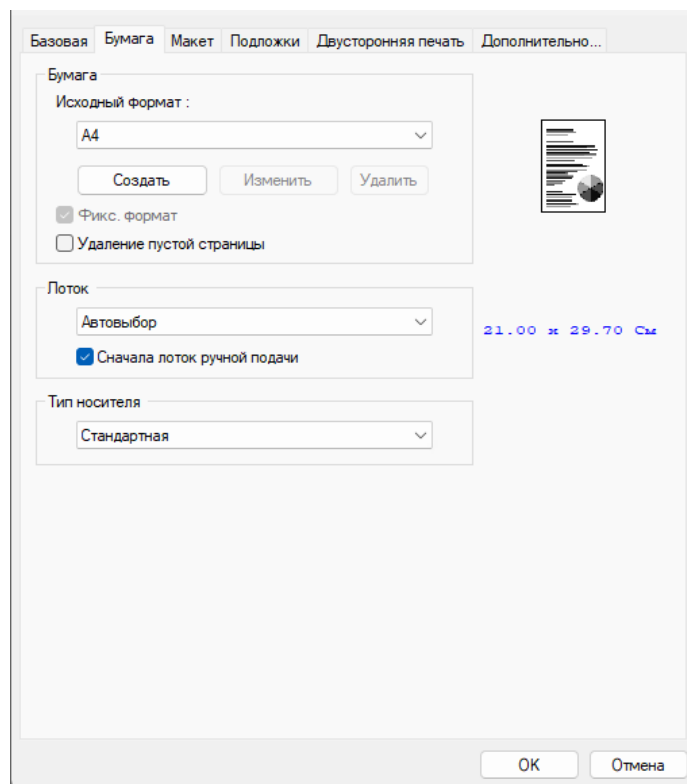 Базовая Бумага Макет Подложки Двусторонняя печать Дополнительно...
Бумага
Исходный формат :
A4
Создать Изменить Удалить
Фикс. формат
Удаление пустой страницы
Лоток
Автовыбор
21.00 x 29.70 См
Сначала лоток ручной подачи
Тип носителя
Стандартная
OK Отмена